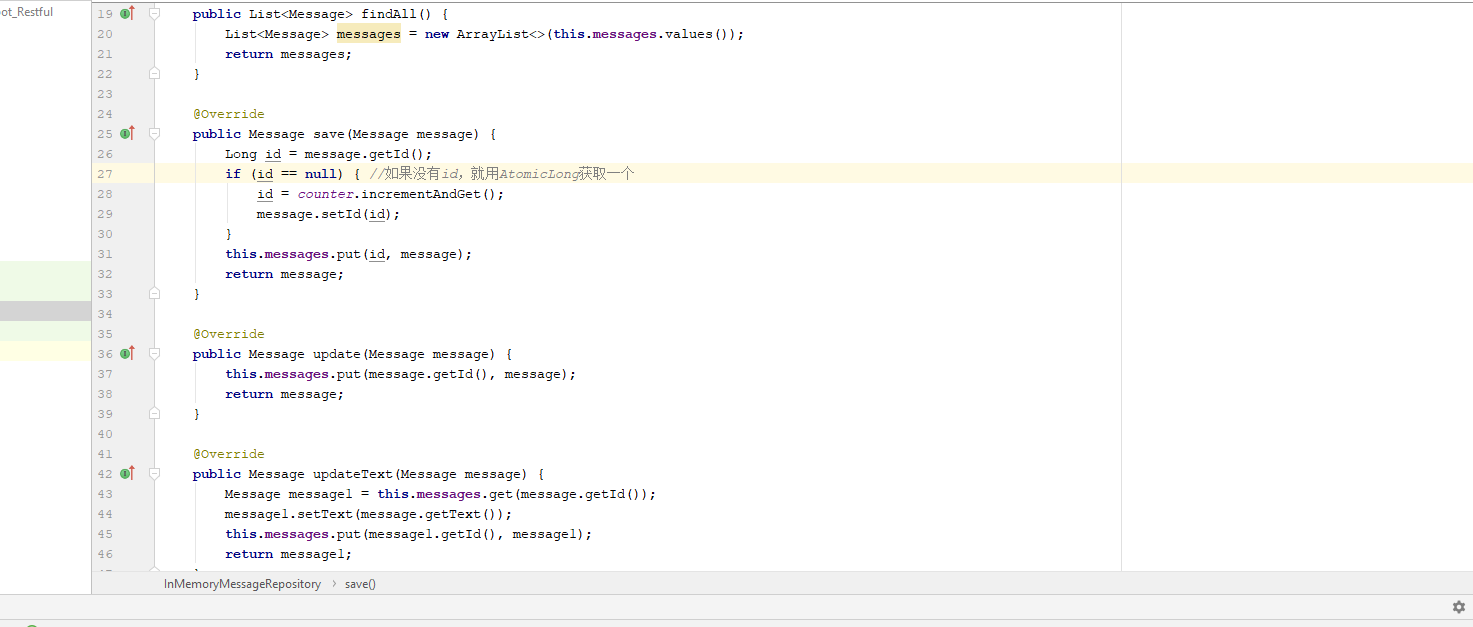 ot_Restful
19 public List<Message> findAll() {
20 List<Message> messages = new ArrayList<>(this.messages.values());
21 return messages;
22 }
23
24 @Override
25 public Message save(Message message) {
26 Long id = message.getId();
27 if (id == null) { //如果没有id，就用AtomicLong获取一个
28 id = counter.incrementAndGet();
29 message.setId(id);
30 }
31 this.messages.put(id, message);
32 return message;
33 }
34
35 @Override
36 public Message update(Message message) {
37 this.messages.put(message.getId(), message);
38 return message;
39 }
40
41 @Override
42 public Message updateText(Message message) {
43 Message message1 = this.messages.get(message.getId());
44 message1.setText(message.getText());
45 this.messages.put(message1.getId(), message1);
46 return message1;
InMemoryMessageRepository › save()